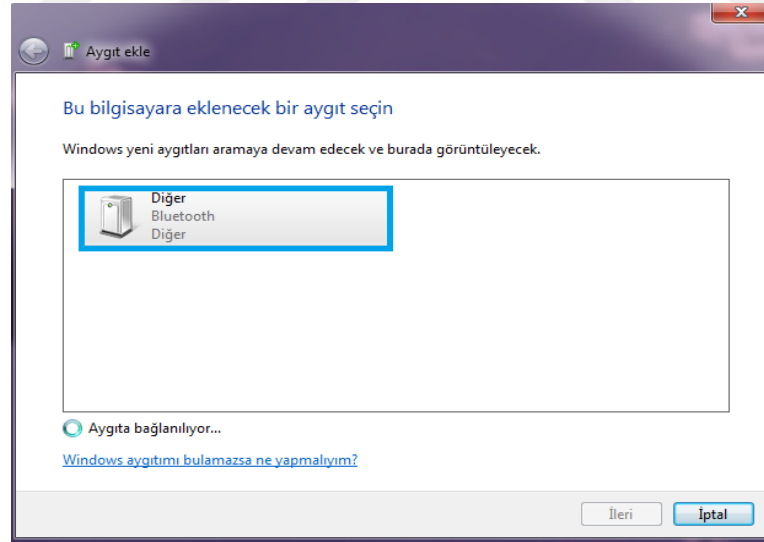 Aygıt ekle
Bu bilgisayara eklenecek bir aygıt seçin
Windows yeni aygıtları aramaya devam edecek ve burada görüntüleyecek.
Diğer
Bluetooth
Diğer
Aygıta bağlanılıyor...
Windows aygıtımı bulamazsa ne yapmalıyım?
İleri
İptal